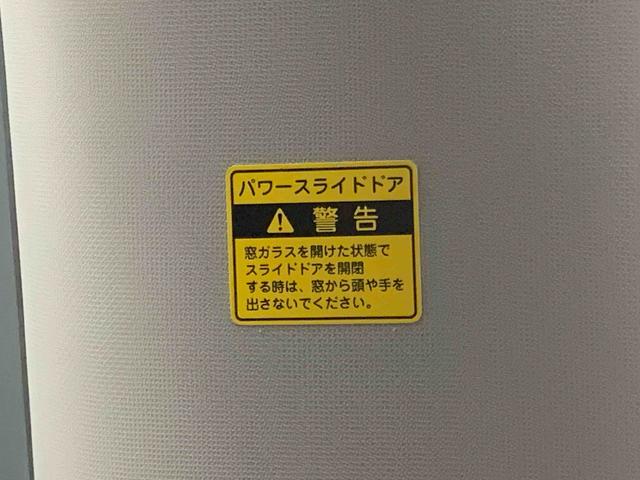 パワースライドドア
警告
窓ガラスを開けた状態で
スライドドアを開閉
する時は、窓から頭や手を
出さないでください。